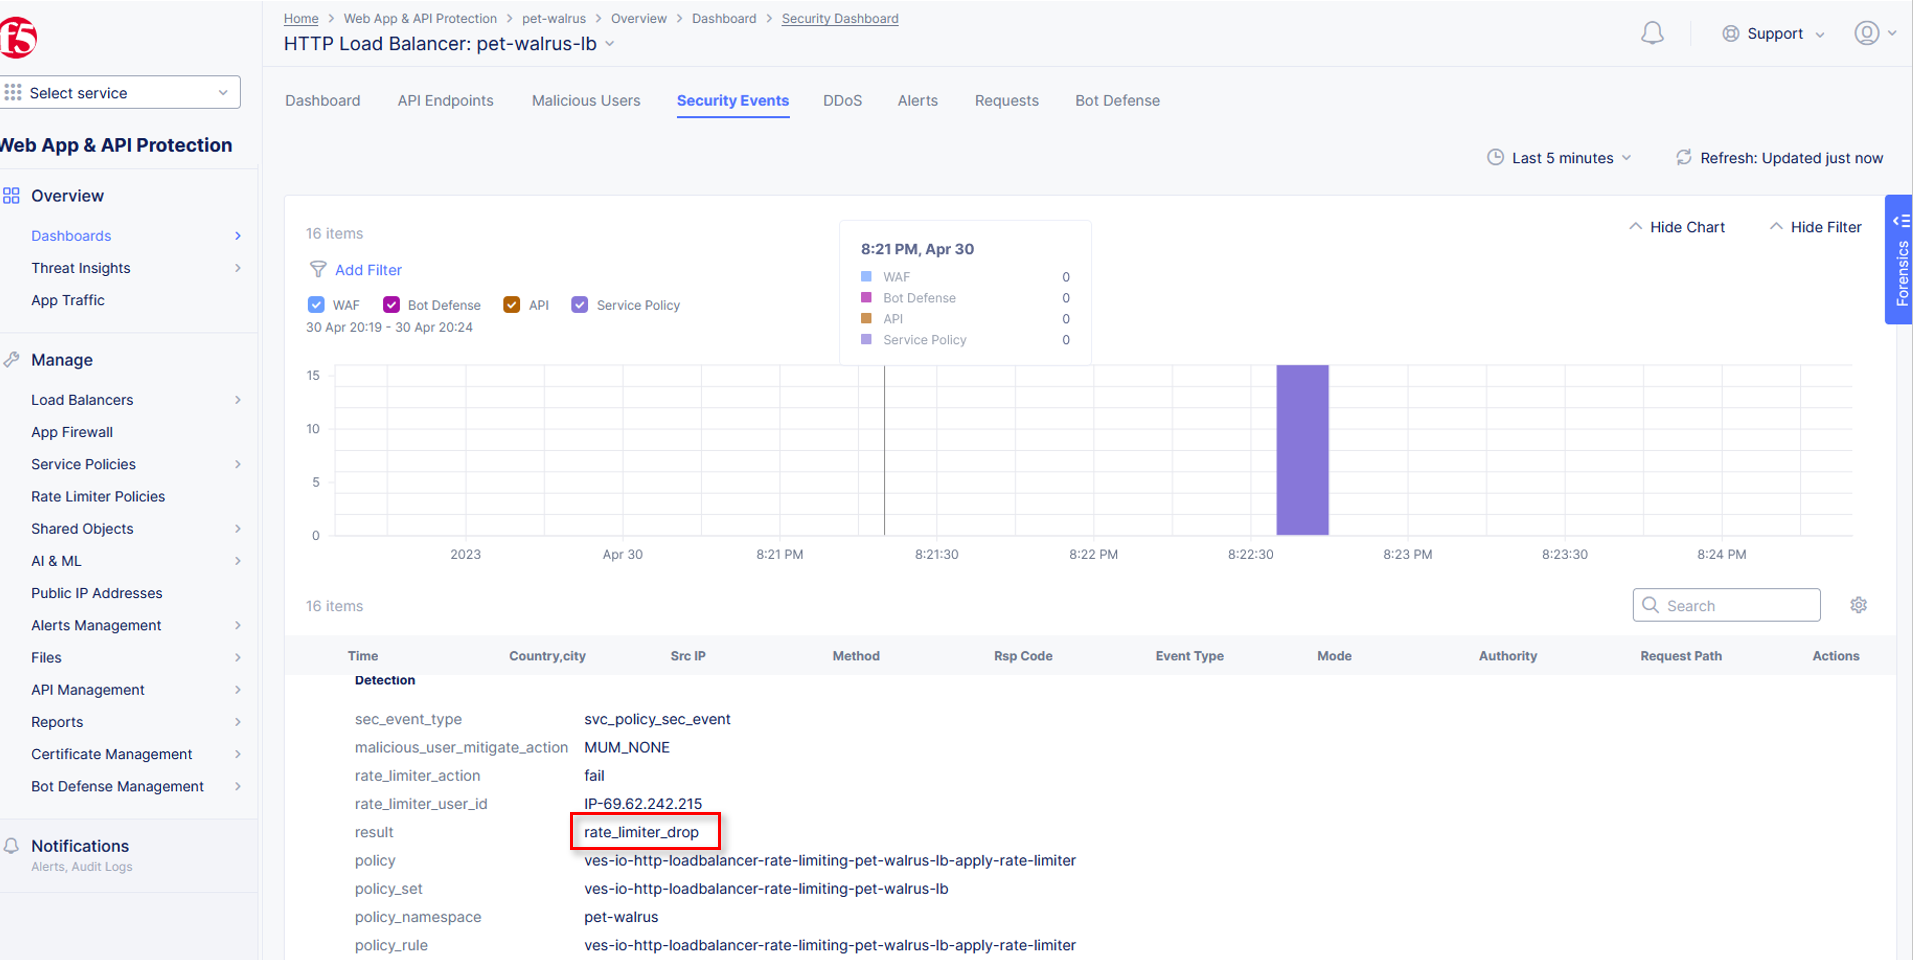 f5
Home > Web App & API Protection > pet-walrus > Overview > Dashboard > Security Dashboard
HTTP Load Balancer: pet-walrus-lb
Support
Select service
Dashboard API Endpoints Malicious Users Security Events DDoS Alerts Requests Bot Defense
Web App & API Protection
Last 5 minutes
Refresh: Updated just now
Overview
Dashboards
Threat Insights
App Traffic
Manage
Load Balancers
App Firewall
Service Policies
Rate Limiter Policies
Shared Objects
AI & ML
Public IP Addresses
Alerts Management
Files
API Management
Reports
Certificate Management
Bot Defense Management
Notifications
Alerts, Audit Logs
16 items
Hide Chart
Hide Filter
Forensics
Add Filter
WAF Bot Defense API Service Policy
30 Apr 20:19 - 30 Apr 20:24
8:21 PM, Apr 30
WAF 0
Bot Defense 0
API 0
Service Policy 0
15
10
5
0
2023 Apr 30 8:21 PM 8:21:30 8:22 PM 8:22:30 8:23 PM 8:23:30 8:24 PM
16 items
Search
Time Country,city Src IP Method Rsp Code Event Type Mode Authority Request Path Actions
Detection
sec_event_type svc_policy_sec_event
malicious_user_mitigate_action MUM_NONE
rate_limiter_action fail
rate_limiter_user_id IP-69.62.242.215
result rate_limiter_drop
policy ves-io-http-loadbalancer-rate-limiting-pet-walrus-lb-apply-rate-limiter
policy_set ves-io-http-loadbalancer-rate-limiting-pet-walrus-lb
policy_namespace pet-walrus
policy_rule ves-io-http-loadbalancer-rate-limiting-pet-walrus-lb-apply-rate-limiter